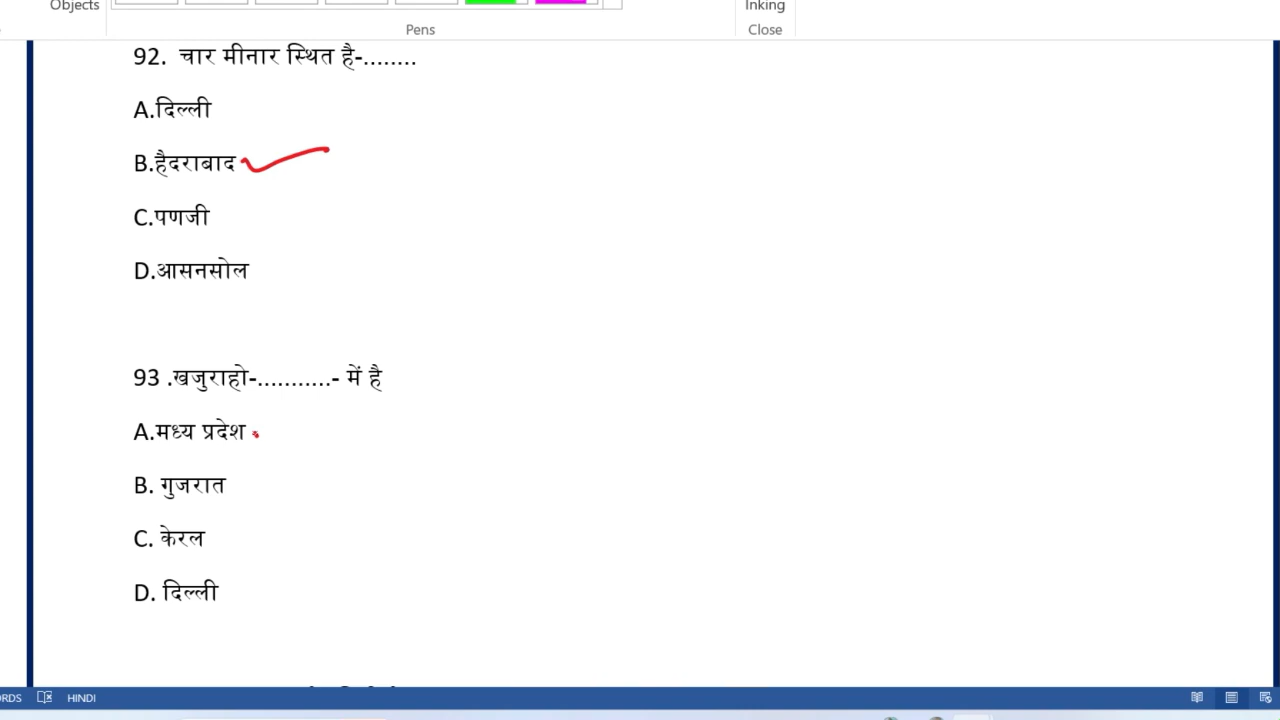 Objects
Inking
Pens
Close
92. चार मीनार स्थित है-........
A.दिल्ली
B.हैदराबाद
C.पणजी
D.आसनसोल
93 .खजुराहो-...........- में है
A.मध्य प्रदेश
B. गुजरात
C. केरल
D. दिल्ली
HINDI